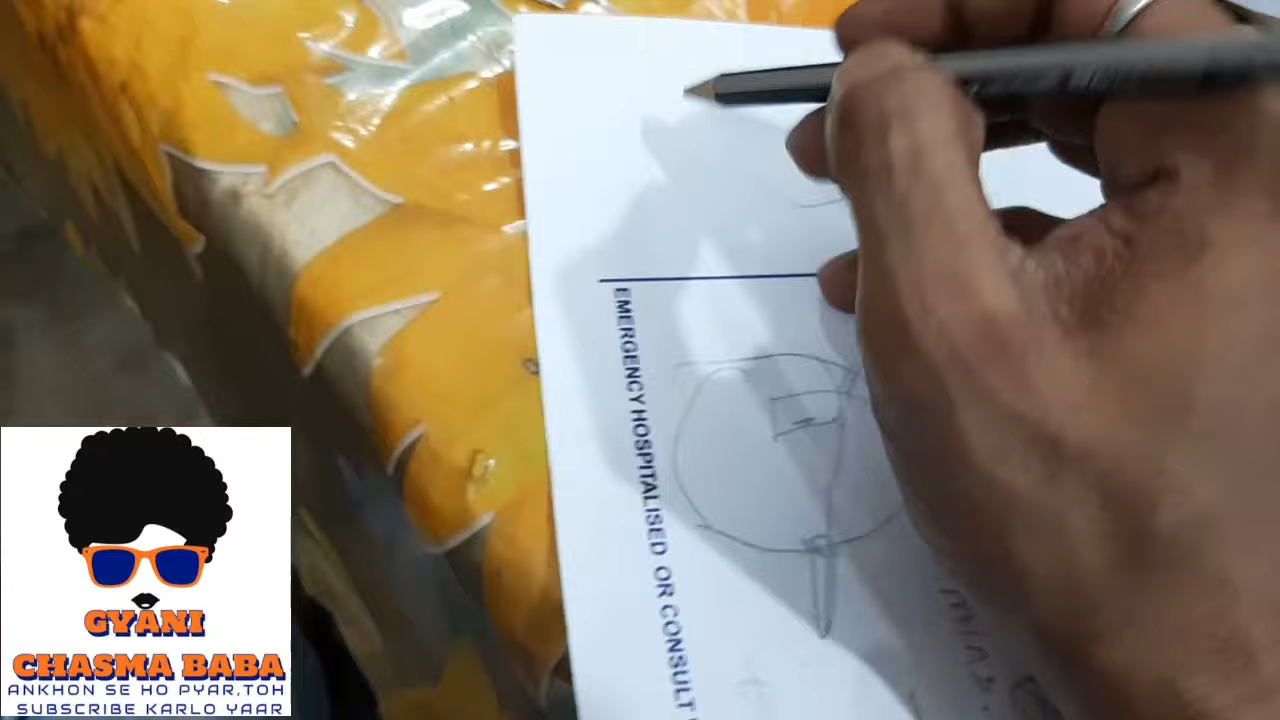 EMERGENCY HOSPITALISED OR CONSULT
GYANI
CHASMA BABA
ANKHON SE HO PYAR,TOH
SUBSCRIBE KARLO YAAR